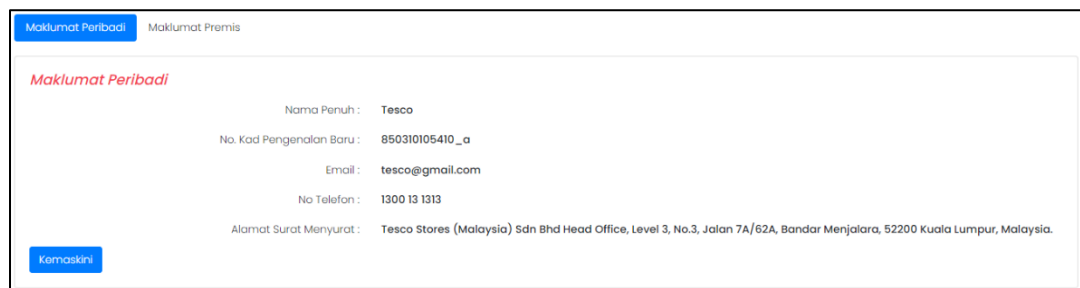 Maklumat Peribadi Maklumat Premis
Maklumat Peribadi
Nama Penuh : Tesco
No. Kad Pengenalan Baru : 850310105410_a
Email : tesco@gmail.com
No Telefon : 1300 13 1313
Alamat Surat Menyurat : Tesco Stores (Malaysia) Sdn Bhd Head Office, Level 3, No.3, Jalan 7A/62A, Bandar Menjalara, 52200 Kuala Lumpur, Malaysia.
Kemaskini